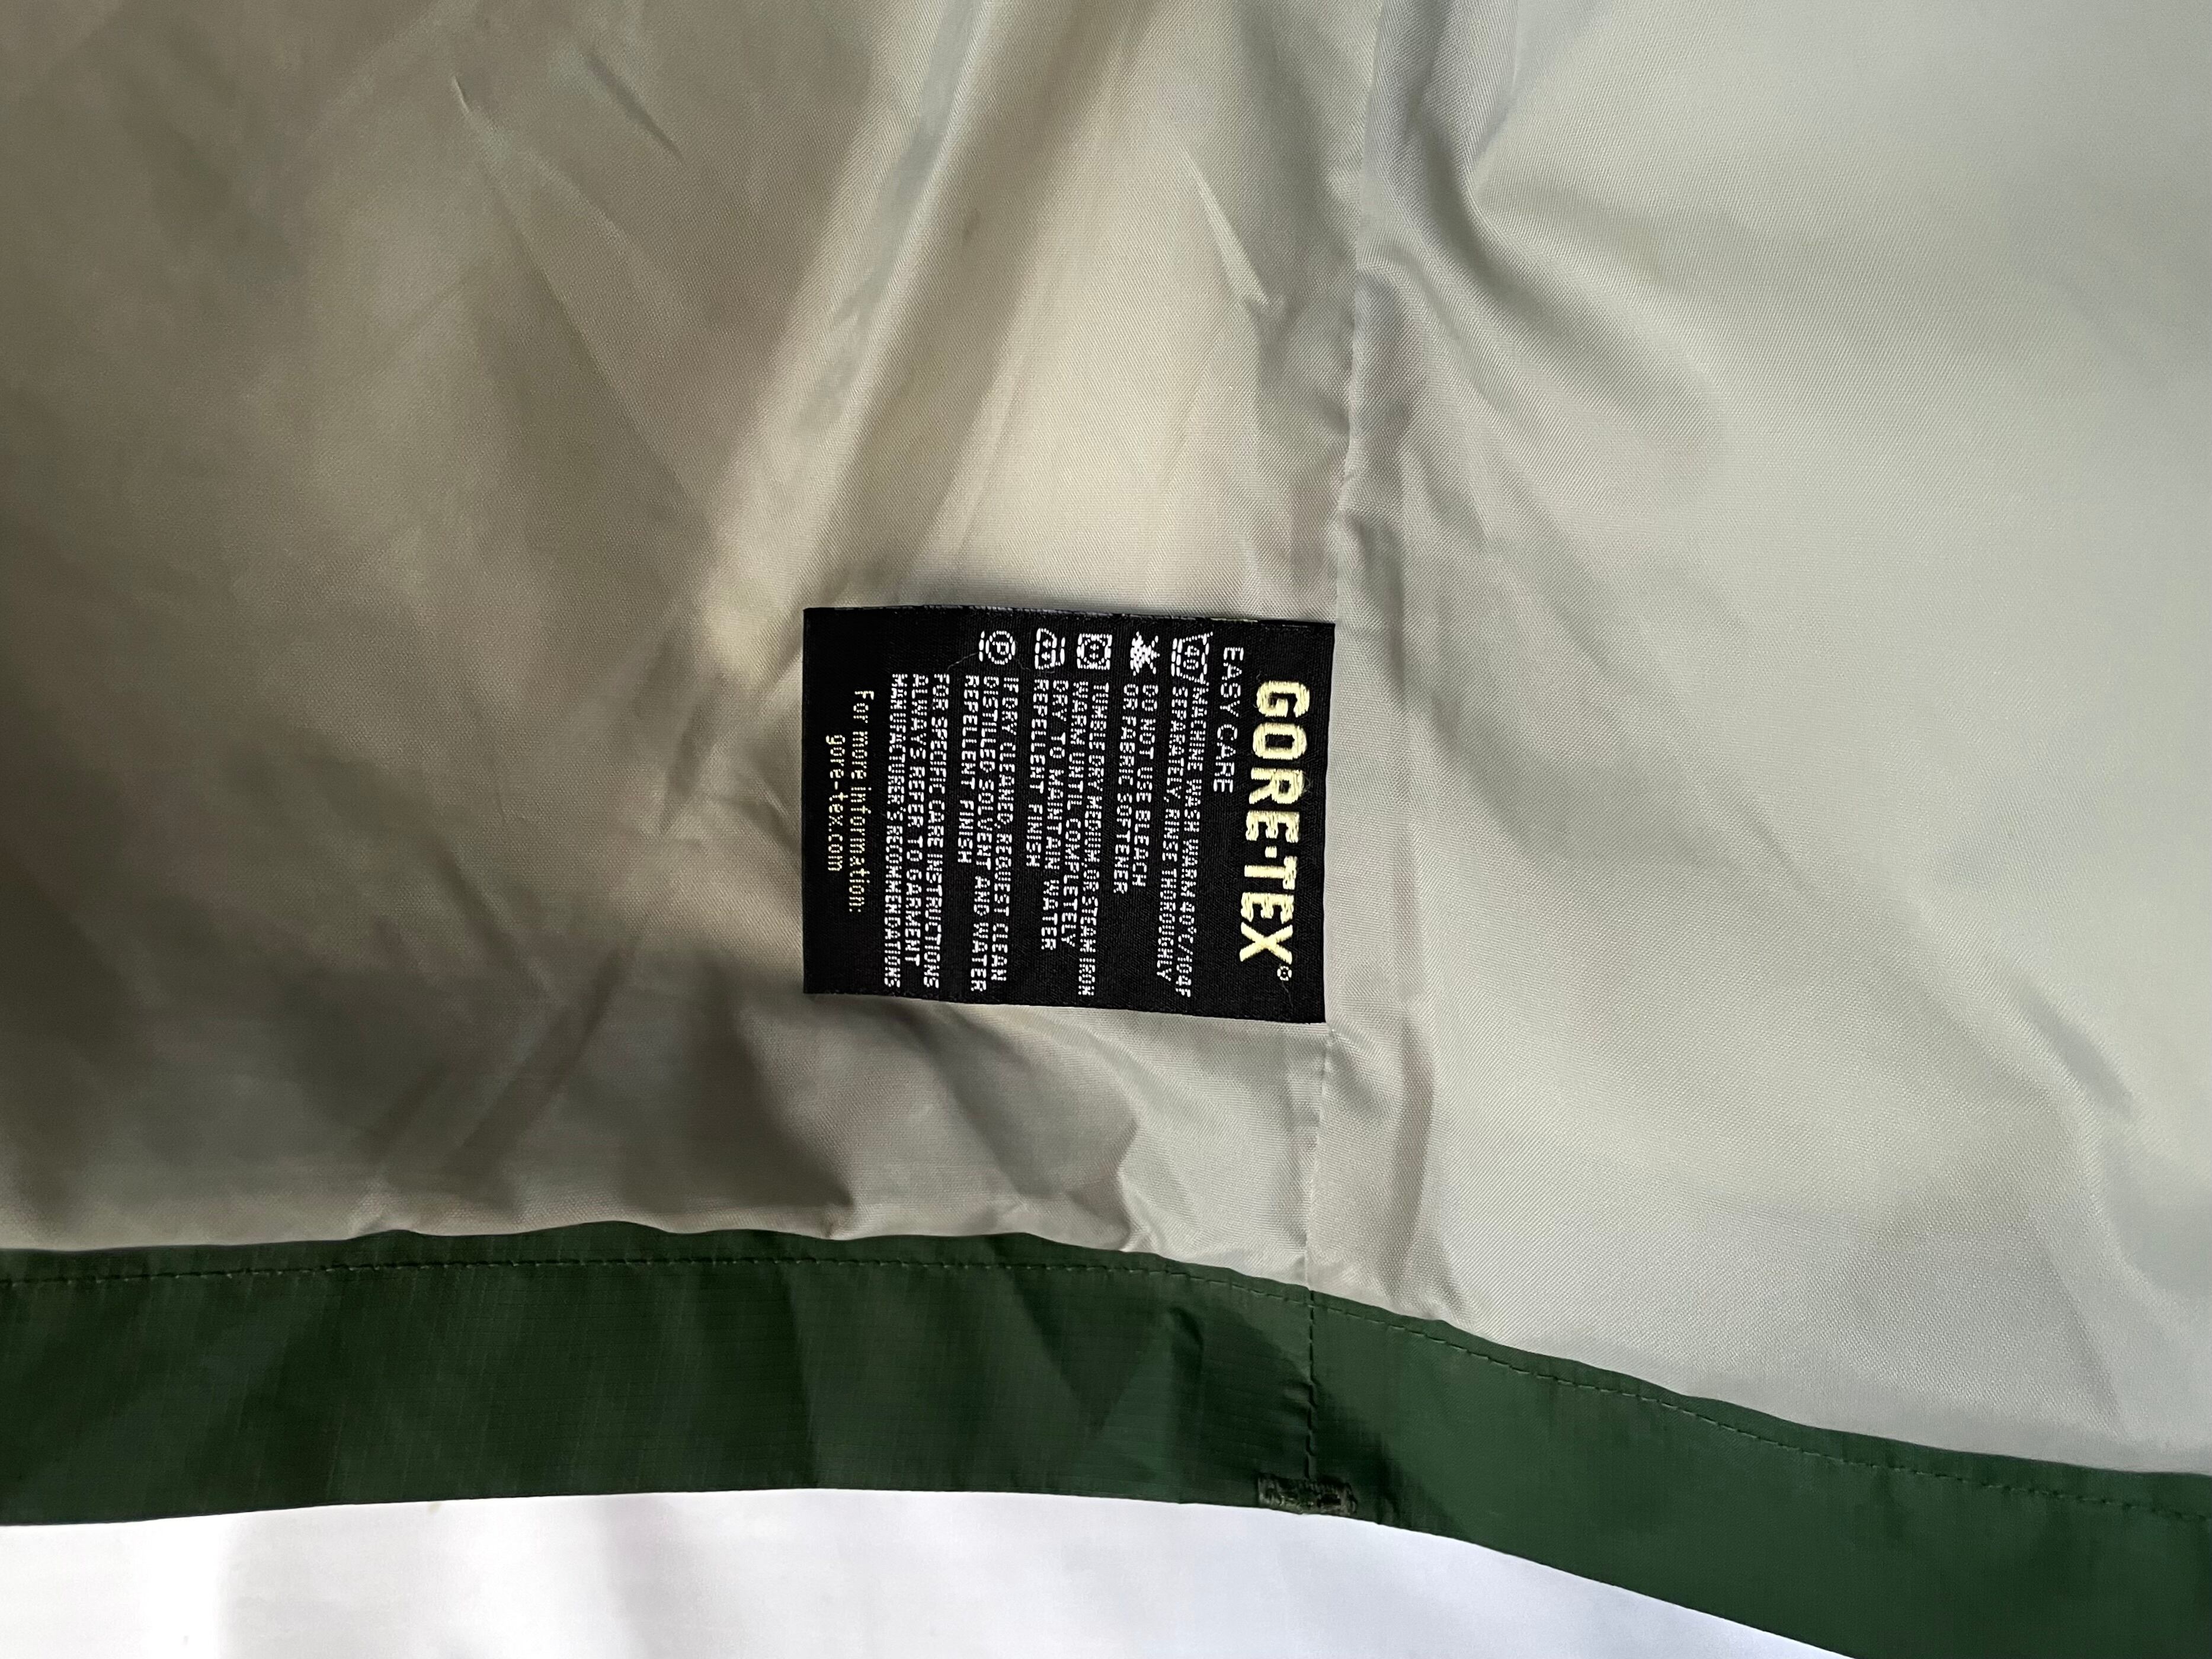 GORE-TEX®
EASY CARE
40 MACHINE WASH WARM 40°C/104F
SEPARATELY, RINSE THOROUGHLY
DO NOT USE BLEACH
OR FABRIC SOFTENER
TUMBLE DRY MEDIUM OR STEAM IRON
WARM UNTIL COMPLETELY
DRY TO MAINTAIN WATER
REPELLENT FINISH
P IF DRY CLEANED, REQUEST CLEAN
DISTILLED SOLVENT AND WATER
REPELLENT FINISH
FOR SPECIFIC CARE INSTRUCTIONS
ALWAYS REFER TO GARMENT
MANUFACTURER'S RECOMMENDATIONS
For more information:
gore-tex.com